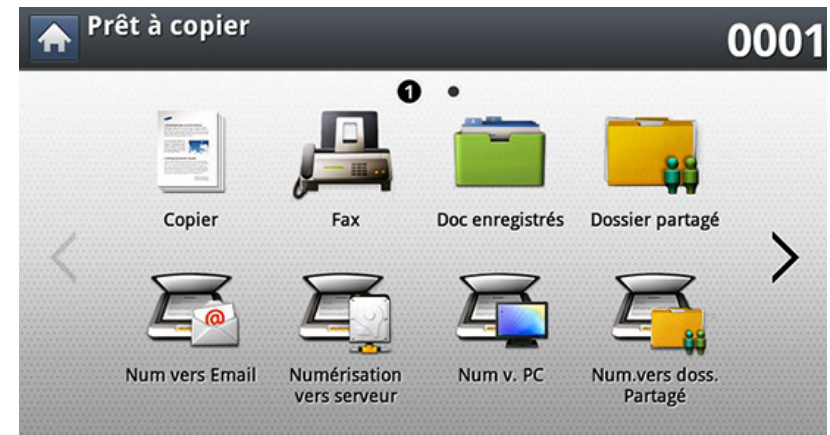 Prêt à copier
0001
1
Copier
Fax
Doc enregistrés
Dossier partagé
Num vers Email
Numérisation
vers serveur
Num v. PC
Num.vers doss.
Partagé